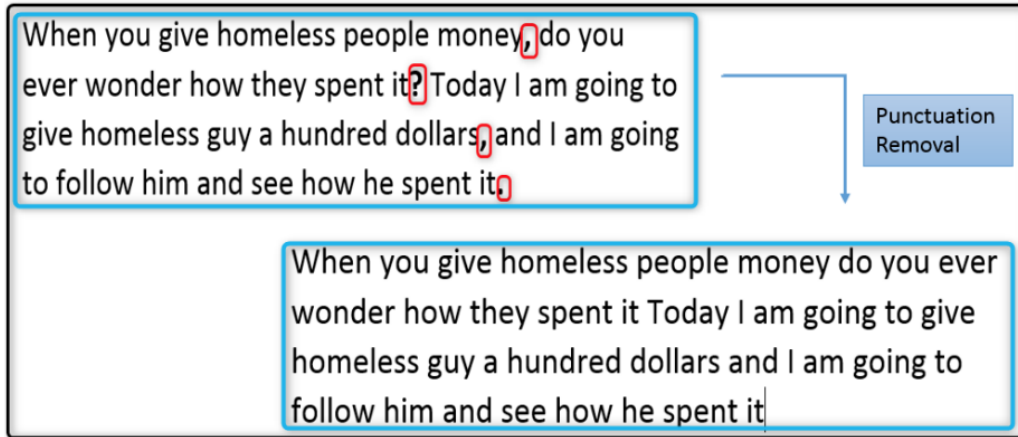 When you give homeless people money, do you
ever wonder how they spent it? Today I am going to
give homeless guy a hundred dollars, and I am going
to follow him and see how he spent it.
Punctuation
Removal
When you give homeless people money do you ever
wonder how they spent it Today I am going to give
homeless guy a hundred dollars and I am going to
follow him and see how he spent it